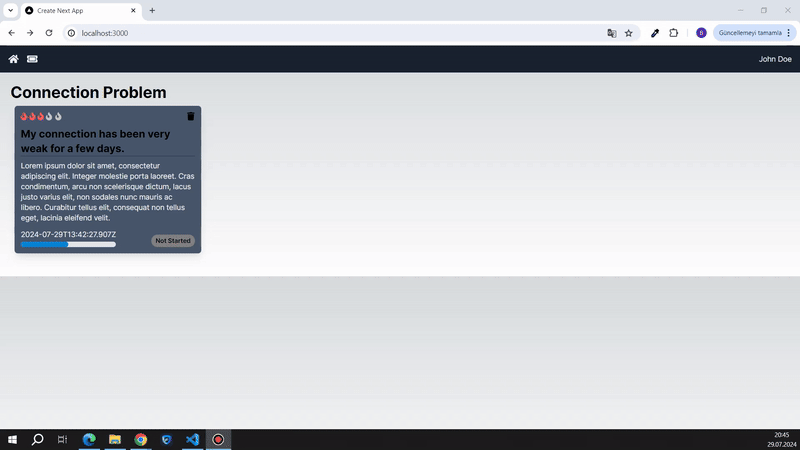 Create Next App
localhost:3000
B
Güncellemeyi tamamla
John Doe
Connection Problem
My connection has been very
weak for a few days.
Lorem ipsum dolor sit amet, consectetur
adipiscing elit. Integer molestie porta laoreet. Cras
condimentum, arcu non scelerisque dictum, lacus
justo varius elit, non sodales nunc mauris ac
libero. Curabitur tellus elit, consequat non tellus
eget, lacinia eleifend velit.
2024-07-29T13:42:27.907Z
Not Started
20:45
29.07.2024